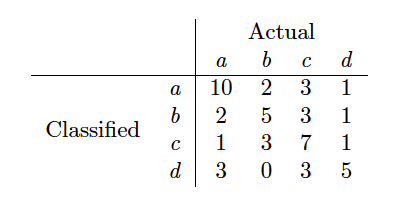 Actual
a b c d
a 10 2 3 1
b 2 5 3 1
Classified
c 1 3 7 1
d 3 0 3 5